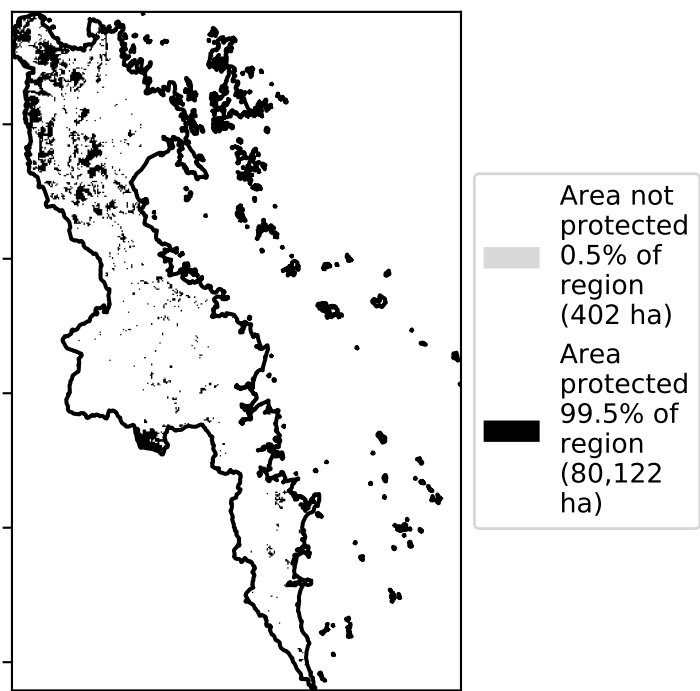 Area not
protected
0.5% of
region
(402 ha)
Area
protected
99.5% of
region
(80,122
ha)